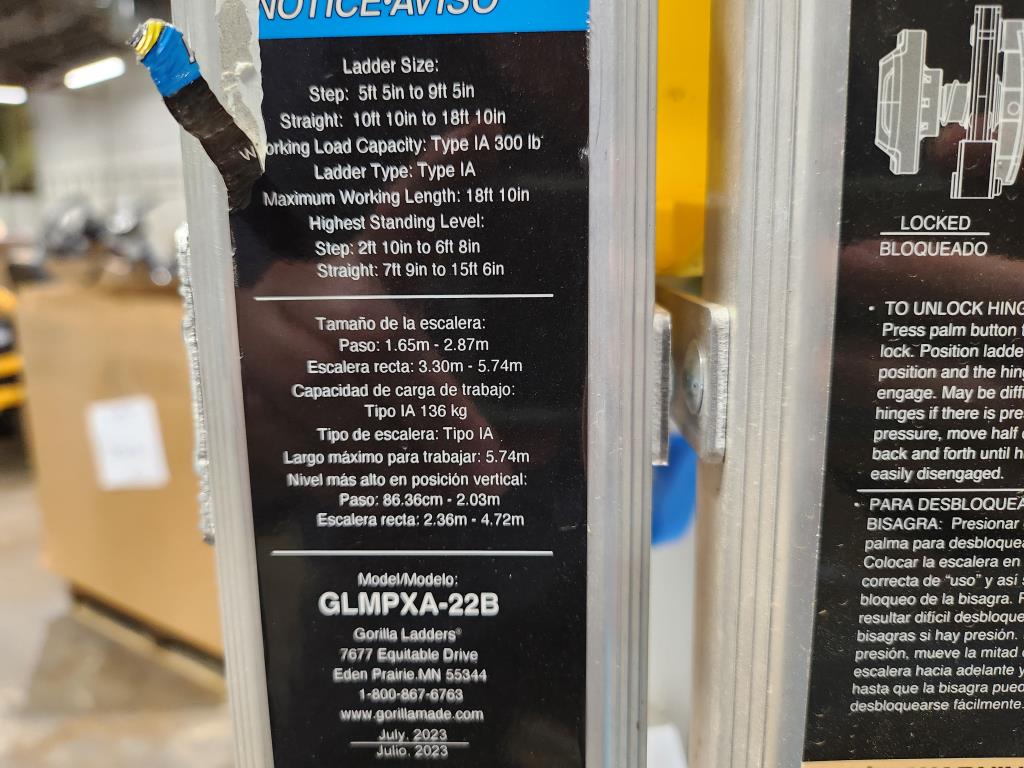 NOTICE•AVISO
Ladder Size:
Step: 5ft 5in to 9ft 5in
Straight: 10ft 10in to 18ft 10in
Working Load Capacity: Type IA 300 lb
Ladder Type: Type IA
Maximum Working Length: 18ft 10in
Highest Standing Level:
Step: 2ft 10in to 6ft 8in
Straight: 7ft 9in to 15ft 6in
Tamaño de la escalera:
Paso: 1.65m - 2.87m
Escalera recta: 3.30m - 5.74m
Capacidad de carga de trabajo:
Tipo IA 136 kg
Tipo de escalera: Tipo IA
Largo máximo para trabajar: 5.74m
Nivel más alto en posición vertical:
Paso: 86.36cm - 2.03m
Escalera recta: 2.36m - 4.72m
Model/Modelo:
GLMPXA-22B
Gorilla Ladders®
7677 Equitable Drive
Eden Prairie.MN 55344
1-800-867-6763
www.gorillamade.com
July, 2023
Julio, 2023
LOCKED
BLOQUEADO
• TO UNLOCK HING
Press palm button
lock. Position ladde
position and the hin
engage. May be diffi
hinges if there is pre
pressure, move half
back and forth until h
easily disengaged.
• PARA DESBLOQUEA
BISAGRA: Presionar
palma para desbloque
Colocar la escalera en
correcta de “uso” y asi
bloqueo de la bisagra.
resultar difícil desbloque
bisagras si hay presión.
presión, mueve la mitad
escalera hacia adelante y
hasta que la bisagra pued
desbloquearse fácilmente.